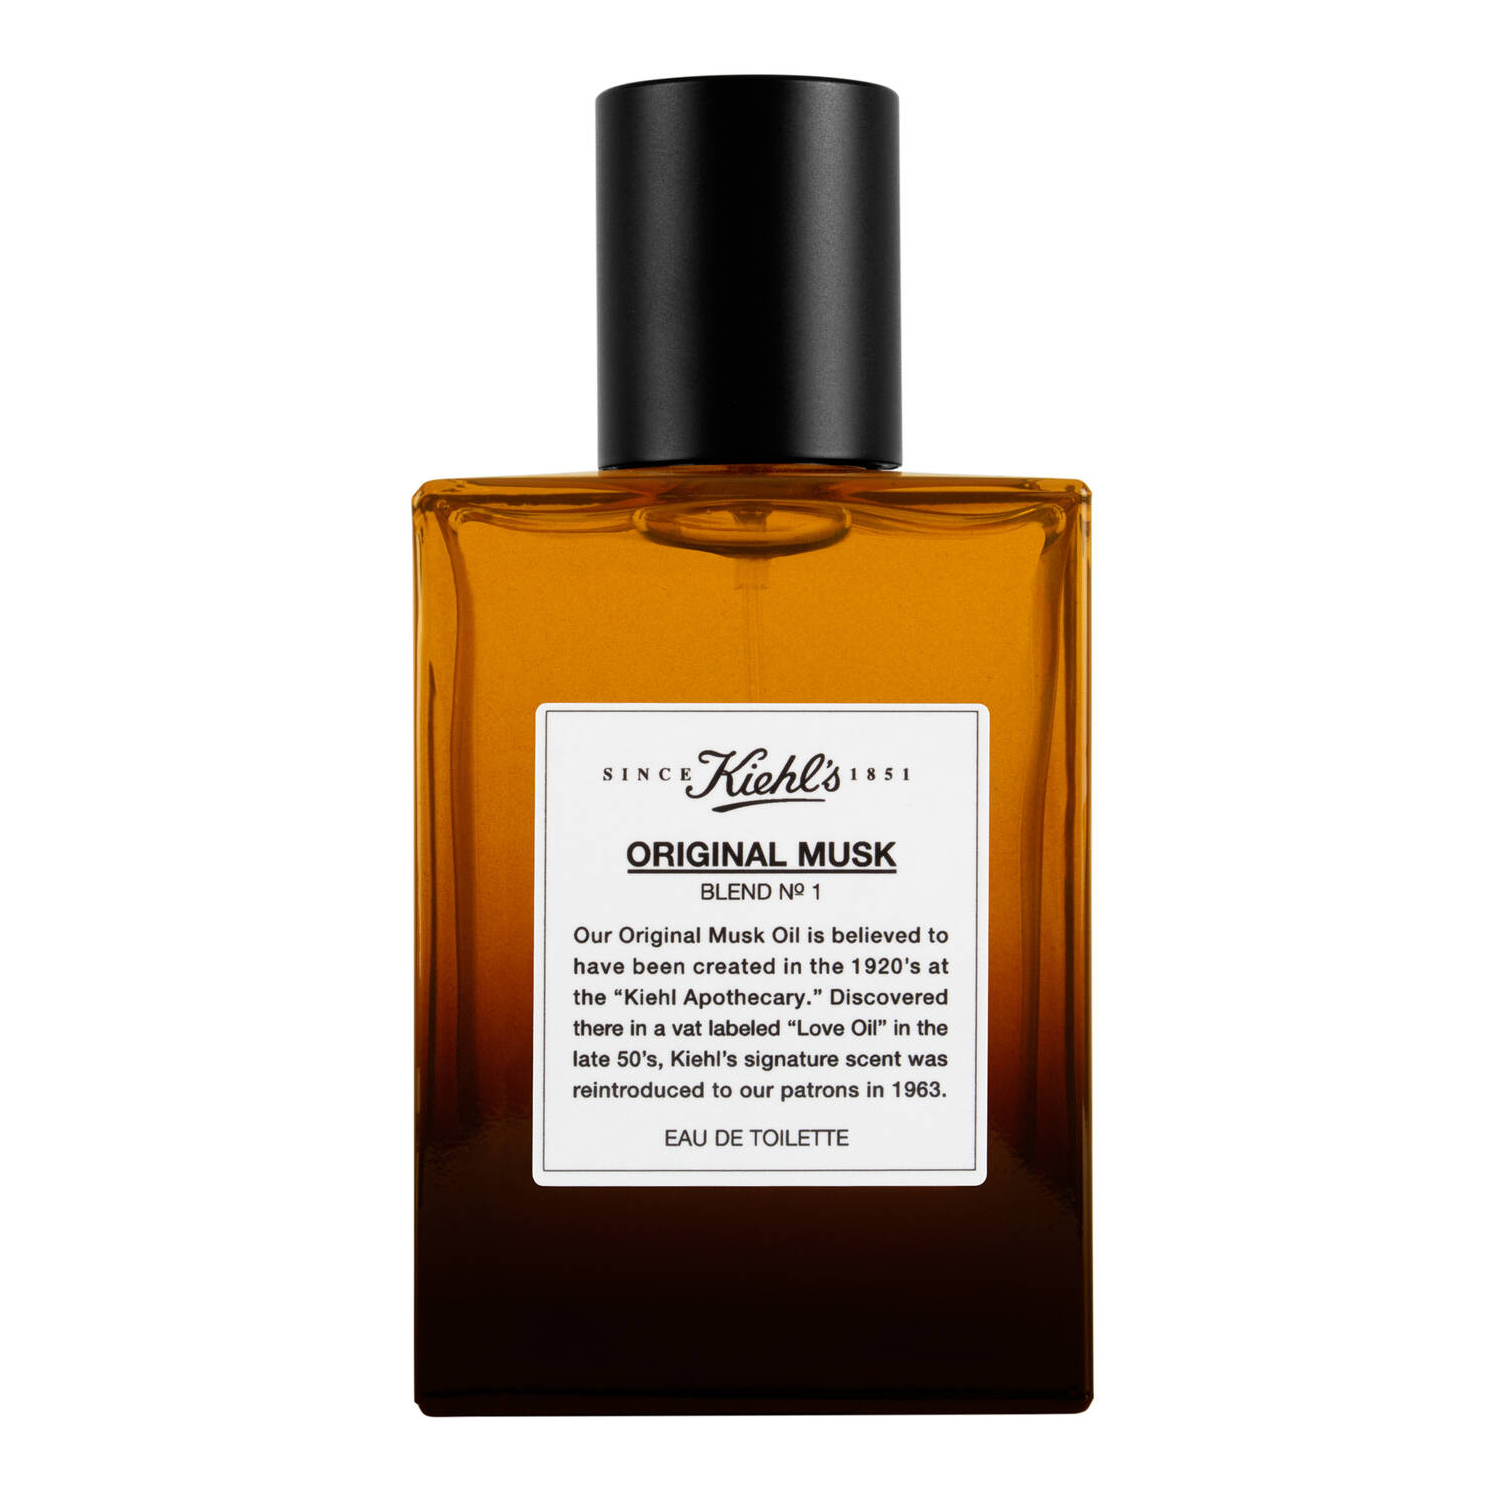 SINCE Kiehl's 1851
ORIGINAL MUSK
BLEND Nº 1
Our Original Musk Oil is believed to
have been created in the 1920's at
the “Kiehl Apothecary.” Discovered
there in a vat labeled “Love Oil” in the
late 50's, Kiehl's signature scent was
reintroduced to our patrons in 1963.
EAU DE TOILETTE